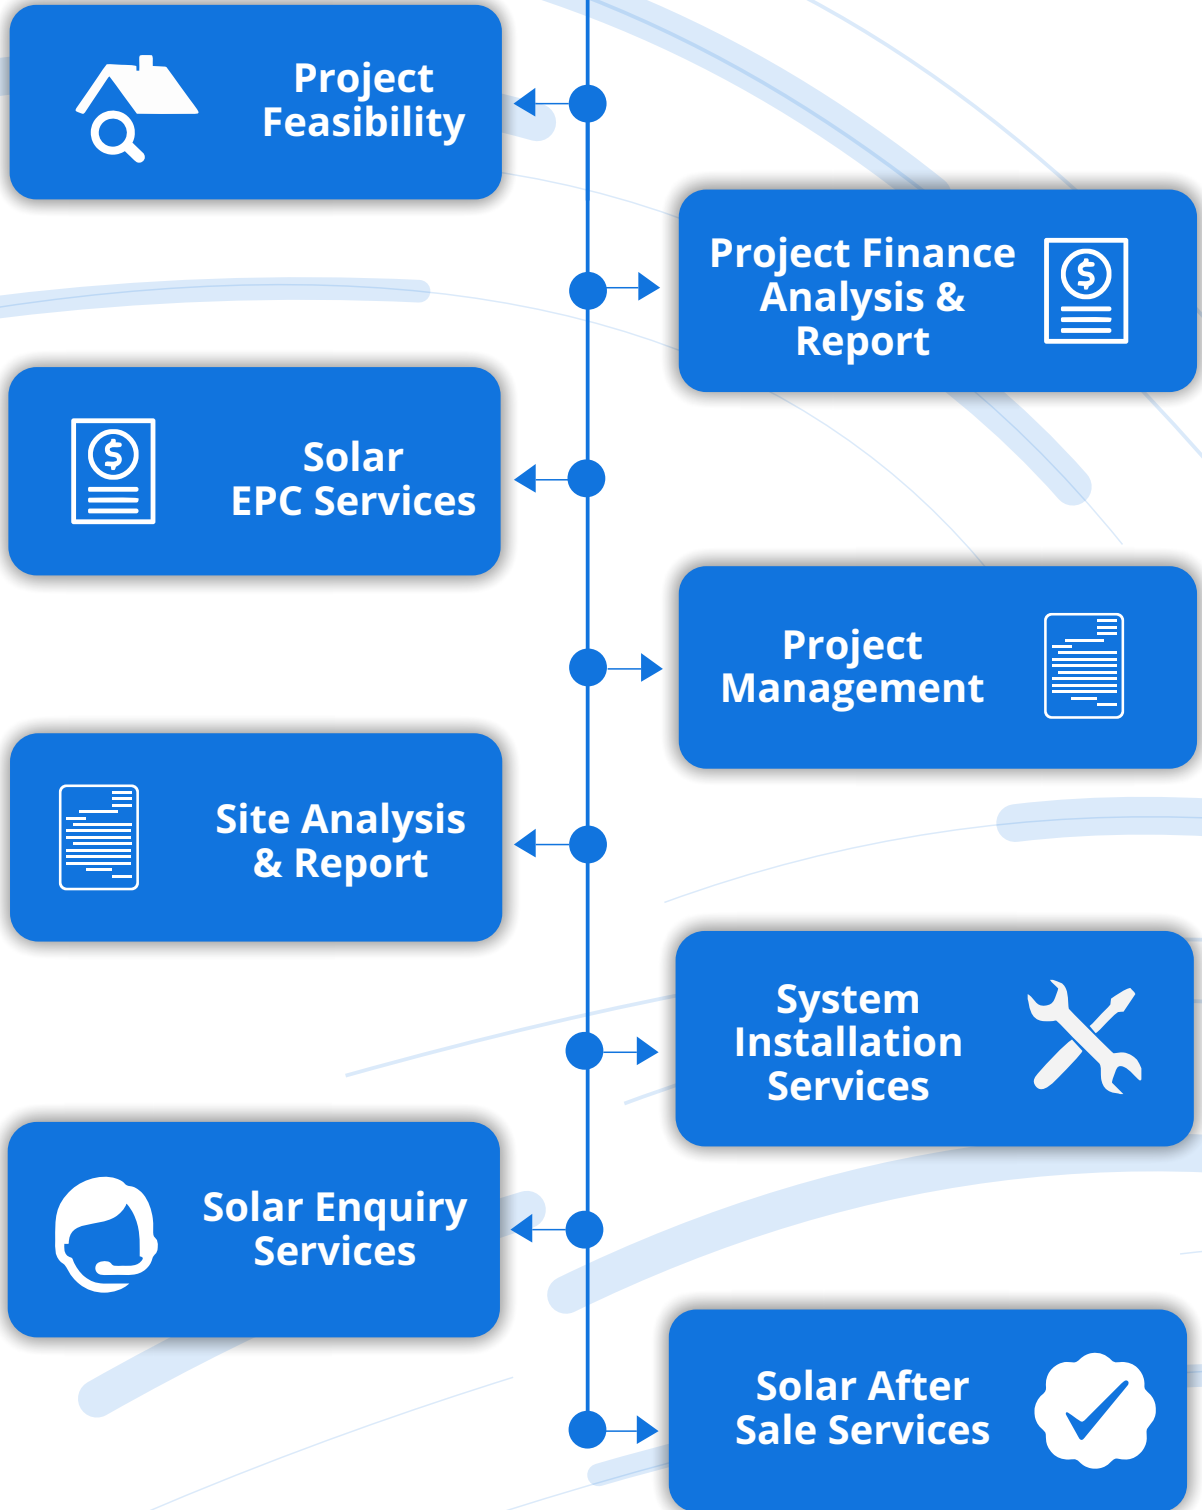 Project
Feasibility
Project Finance
Analysis &
Report
$
Solar
EPC Services
$
Project
Management
Site Analysis
& Report
System
Installation
Services
Solar Enquiry
Services
Solar After
Sale Services